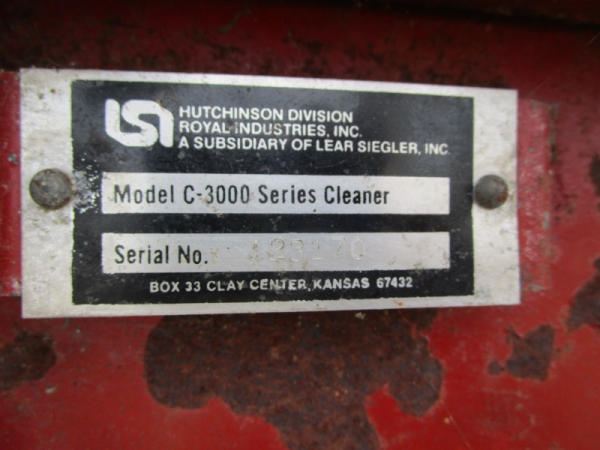 LSI HUTCHINSON DIVISION
ROYAL INDUSTRIES, INC.
A SUBSIDIARY OF LEAR SIEGLER, INC.
Model C-3000 Series Cleaner
Serial No.
BOX 33 CLAY CENTER, KANSAS 67432